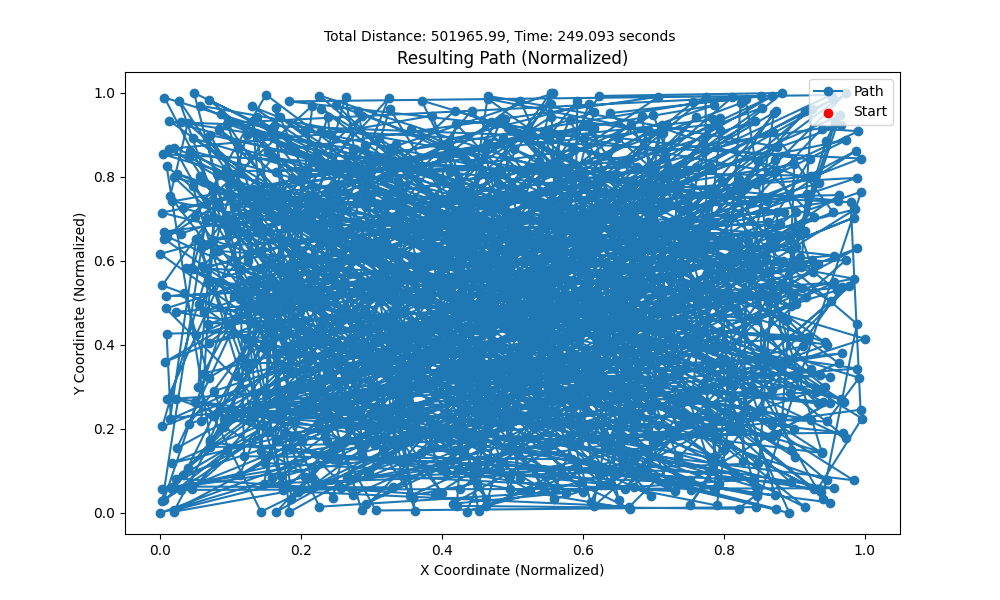 Total Distance: 501965.99, Time: 249.093 seconds
Resulting Path (Normalized)
Path
Start
1.0
0.8
0.6
0.4
0.2
0.0
Y Coordinate (Normalized)
0.0 0.2 0.4 0.6 0.8 1.0
X Coordinate (Normalized)